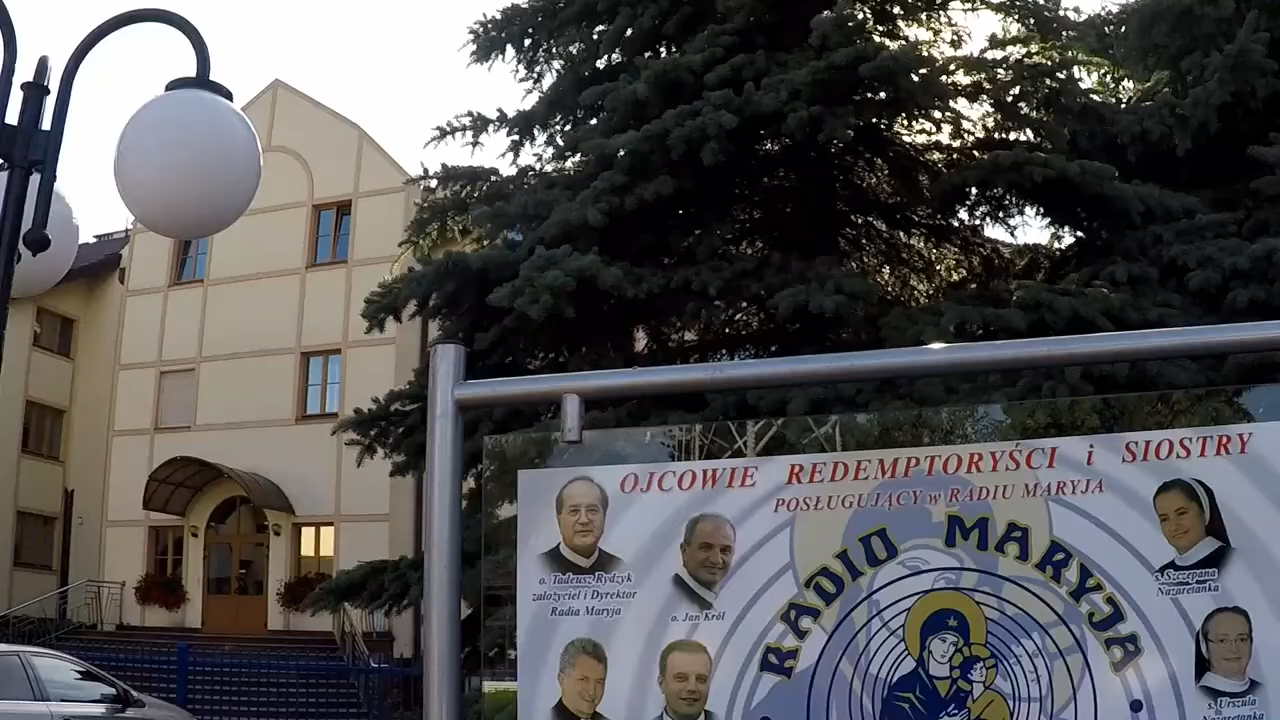 OJCOWIE REDEMPTORYŚCI i SIOSTRY
POSŁUGUJĄCY w RADIU MARYJA
RADIO MARYJA
o. Tadeusz Rydzyk
założyciel i Dyrektor
Radia Maryja
o. Jan Król
s. Szczepana
Nazaretanka
s. Urszula
Nazaretanka